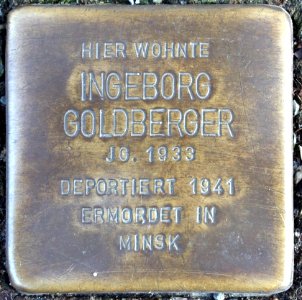 HIER WOHNTE
INGEBORG
GOLDBERGER
JG. 1933
DEPORTIERT 1941
ERMORDET IN
MINSK